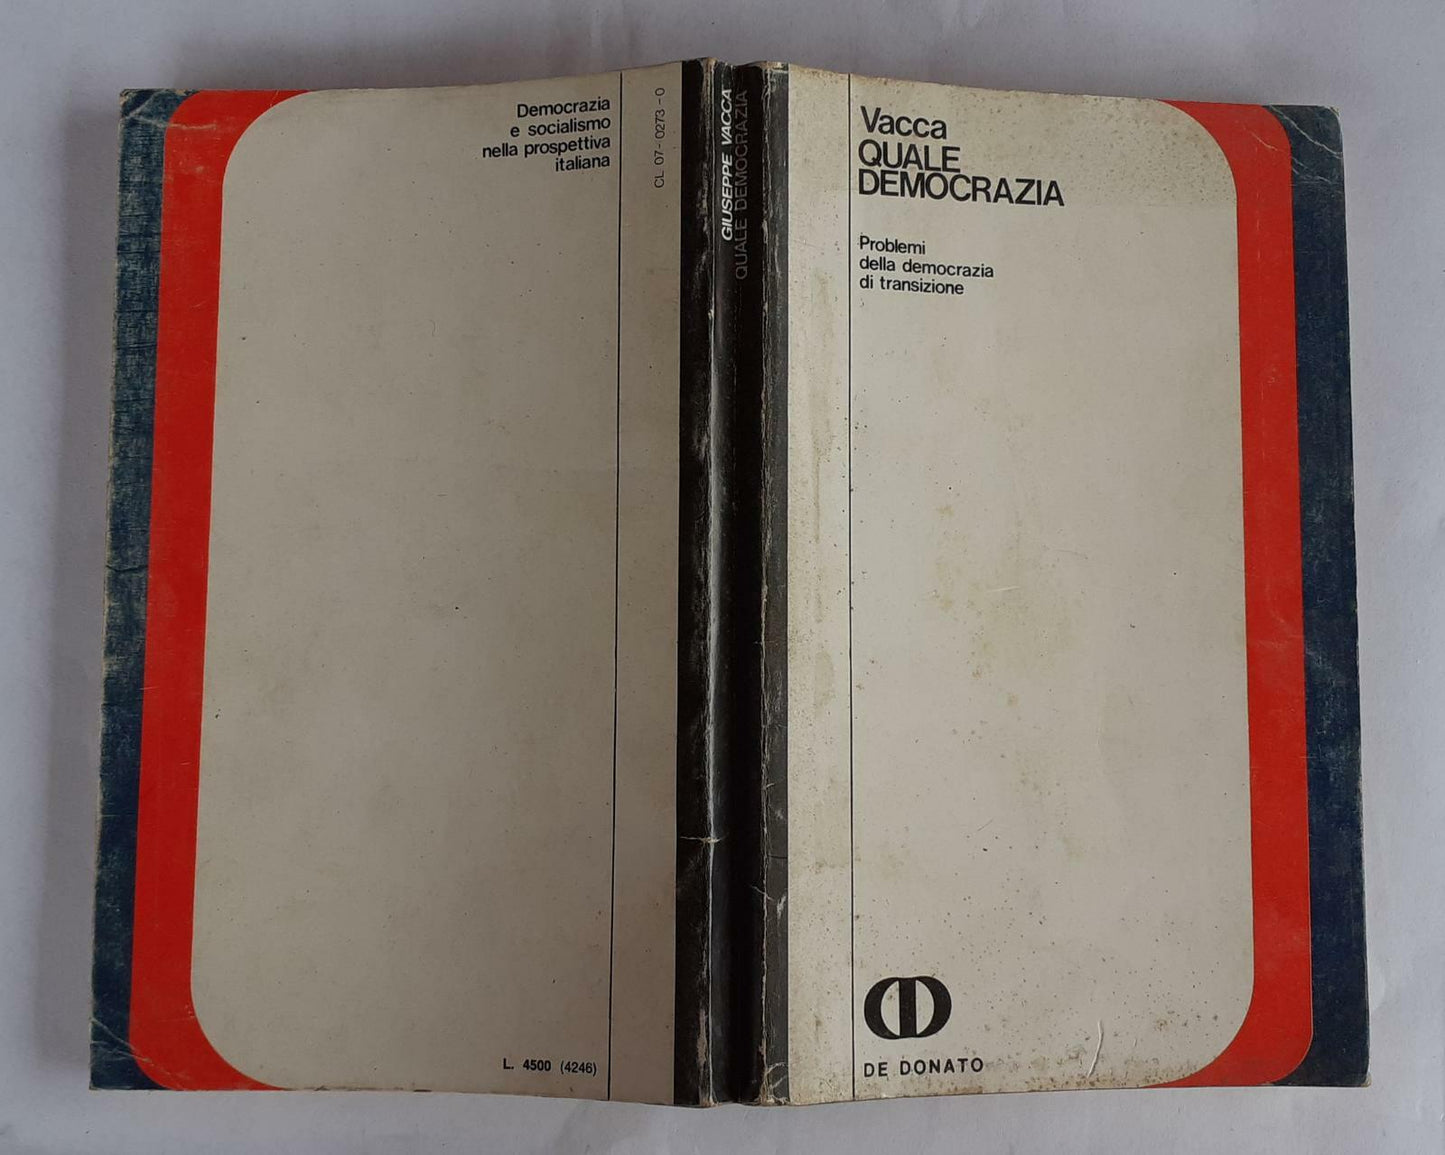 Democrazia
e socialismo
nella prospettiva
italiana
CL 07-0273-0
L. 4500 (4246)
GIUSEPPE VACCA
QUALE DEMOCRAZIA
Vacca
QUALE
DEMOCRAZIA
Problemi
della democrazia
di transizione
DE DONATO